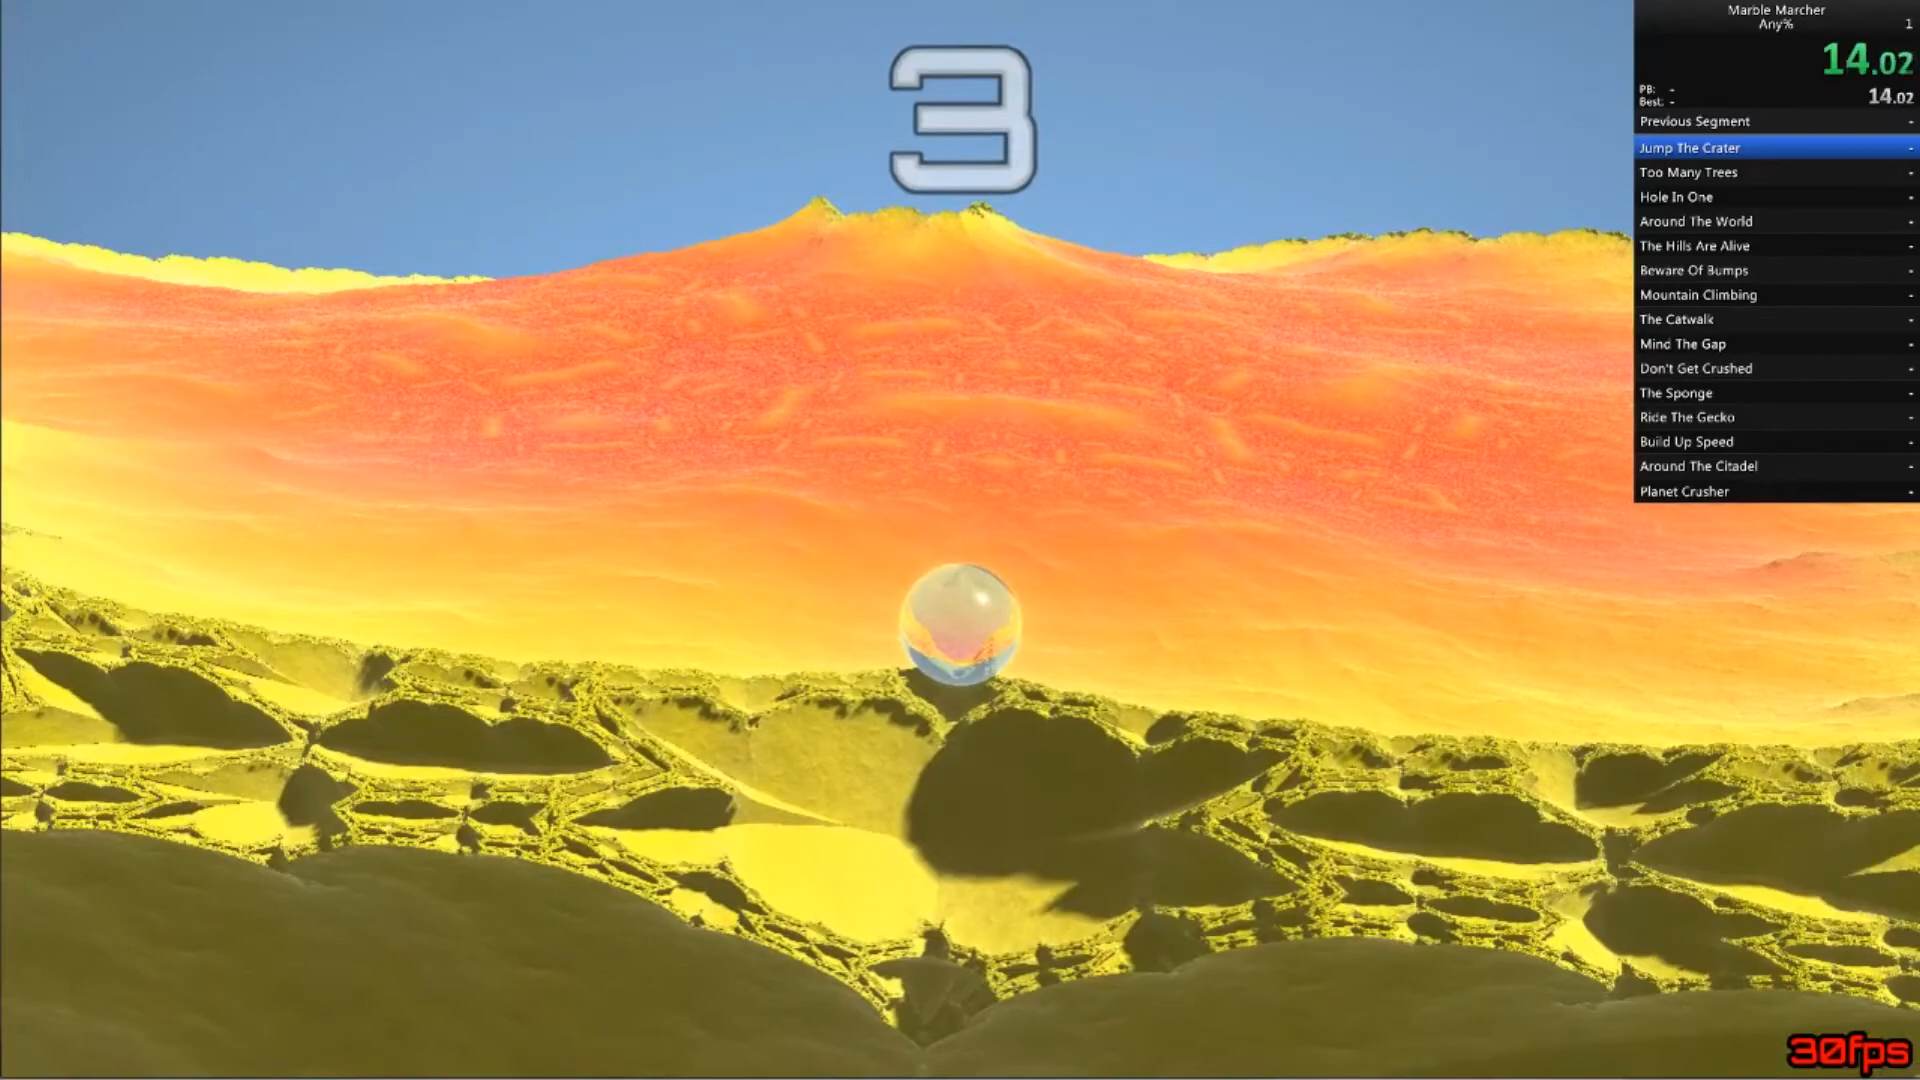 3
Marble Marcher
Any% 1
14.02
PB: - 14.02
Best: -
Previous Segment -
Jump The Crater -
Too Many Trees -
Hole In One -
Around The World -
The Hills Are Alive -
Beware Of Bumps -
Mountain Climbing -
The Catwalk -
Mind The Gap -
Don't Get Crushed -
The Sponge -
Ride The Gecko -
Build Up Speed -
Around The Citadel -
Planet Crusher -
30fps